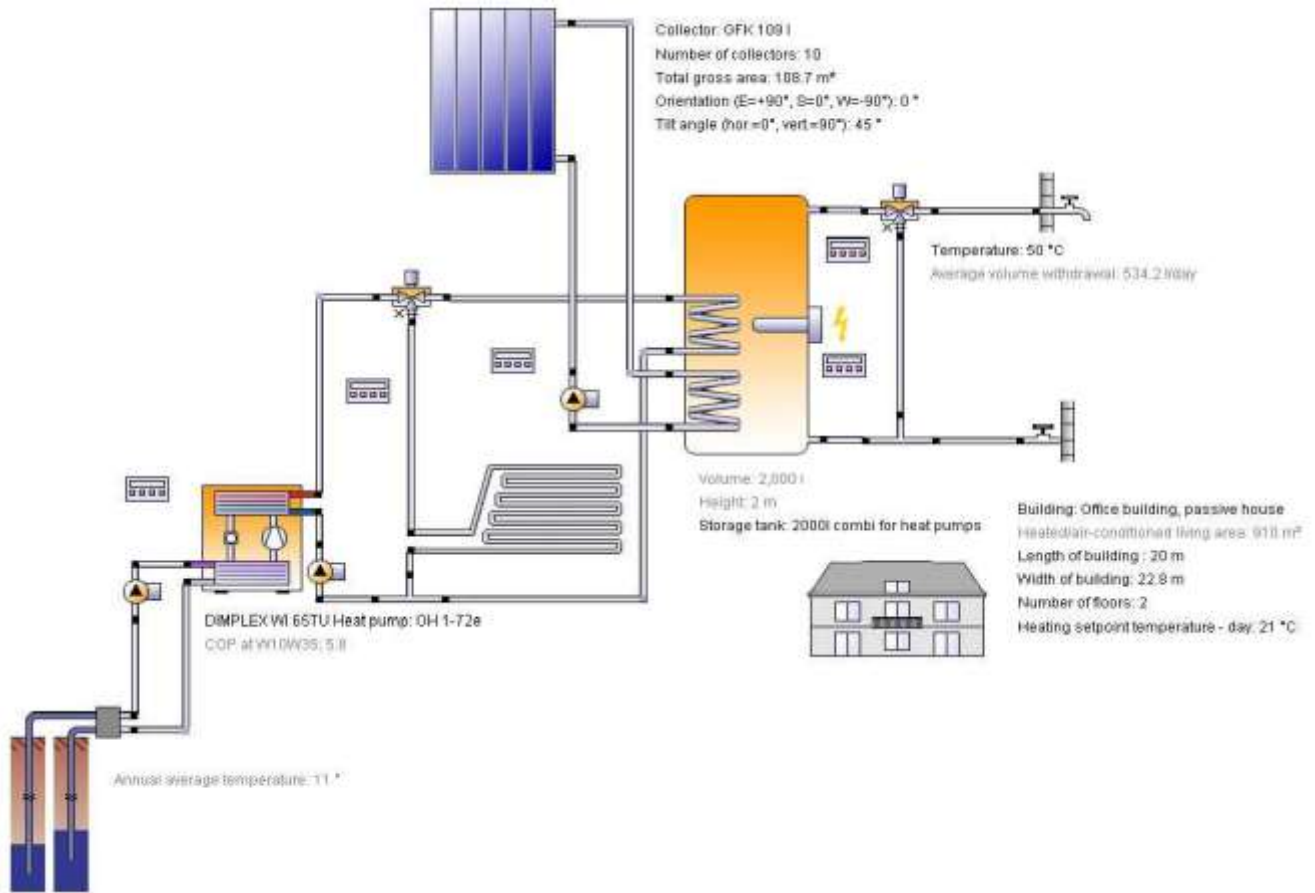 Collector: GFK 109 l
Number of collectors: 10
Total gross area: 108.7 m²
Orientation (E=+90°, S=0°, W=-90°): 0 °
Tilt angle (hor.=0°, vert.=90°): 45 °
Temperature: 50 °C
Average volume withdrawal: 534.2 l/day
Volume: 2,000 l
Height: 2 m
Storage tank: 2000l combi for heat pumps
Building: Office building, passive house
Heated/air-conditioned living area: 910 m²
Length of building : 20 m
Width of building: 22.8 m
Number of floors: 2
Heating setpoint temperature - day: 21 °C
DIMPLEX WI 65TU Heat pump: OH 1-72e
COP at W10W35: 5.8
Annual average temperature: 11 °